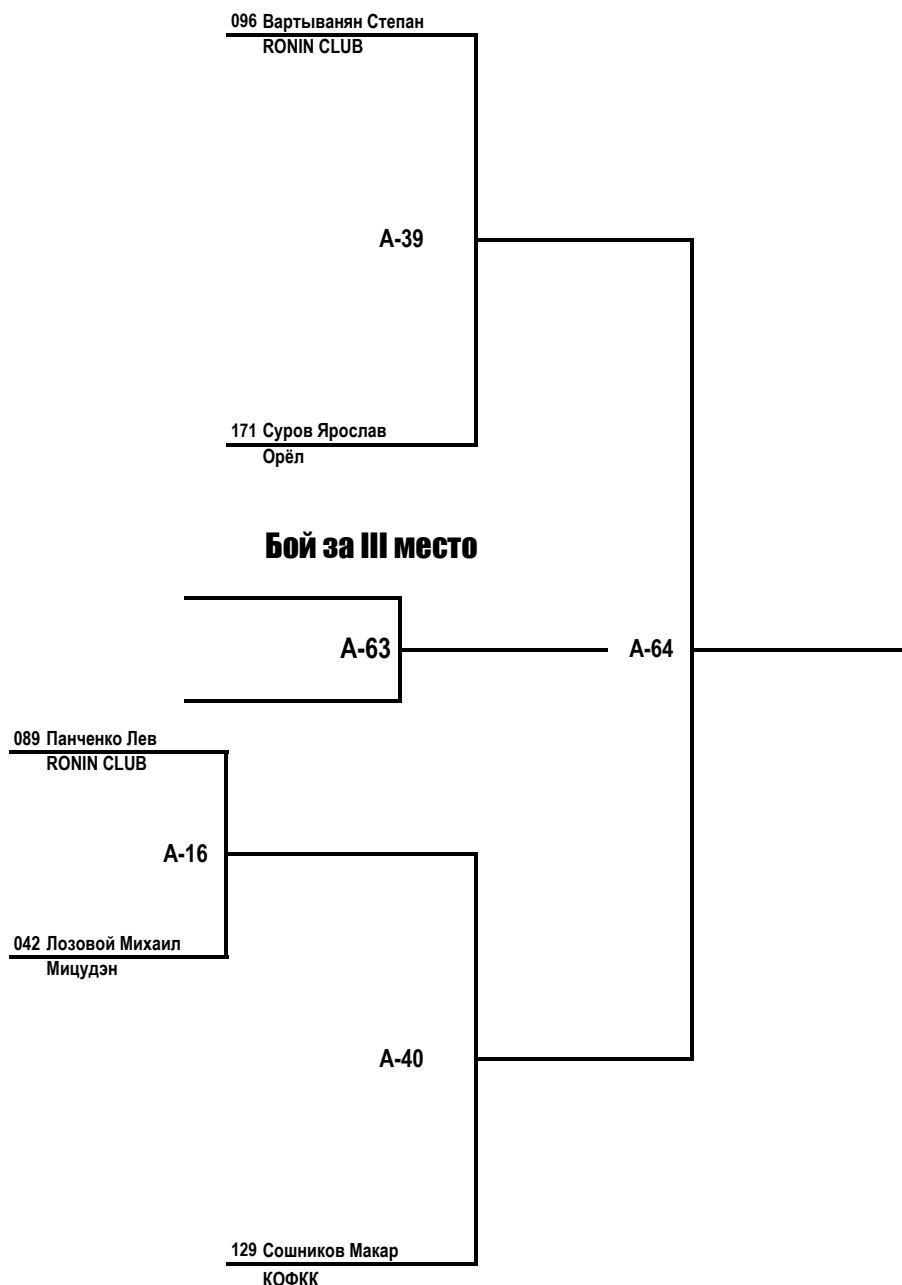 096 Вартыванян Степан
RONIN CLUB
А-39
171 Суров Ярослав
Орёл
Бой за III место
А-63
А-64
089 Панченко Лев
RONIN CLUB
А-16
042 Лозовой Михаил
Мицудэн
А-40
129 Сошников Макар
КОФКК